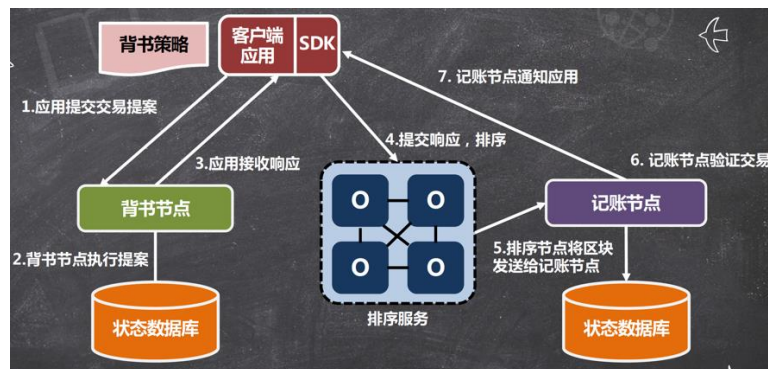 背书策略
客户端
应用
SDK
7. 记账节点通知应用
1.应用提交交易提案
4.提交响应，排序
3.应用接收响应
6. 记账节点验证交易
背书节点
O
O
记账节点
2.背书节点执行提案
O
O
5.排序节点将区块
发送给记账节点
状态数据库
排序服务
状态数据库